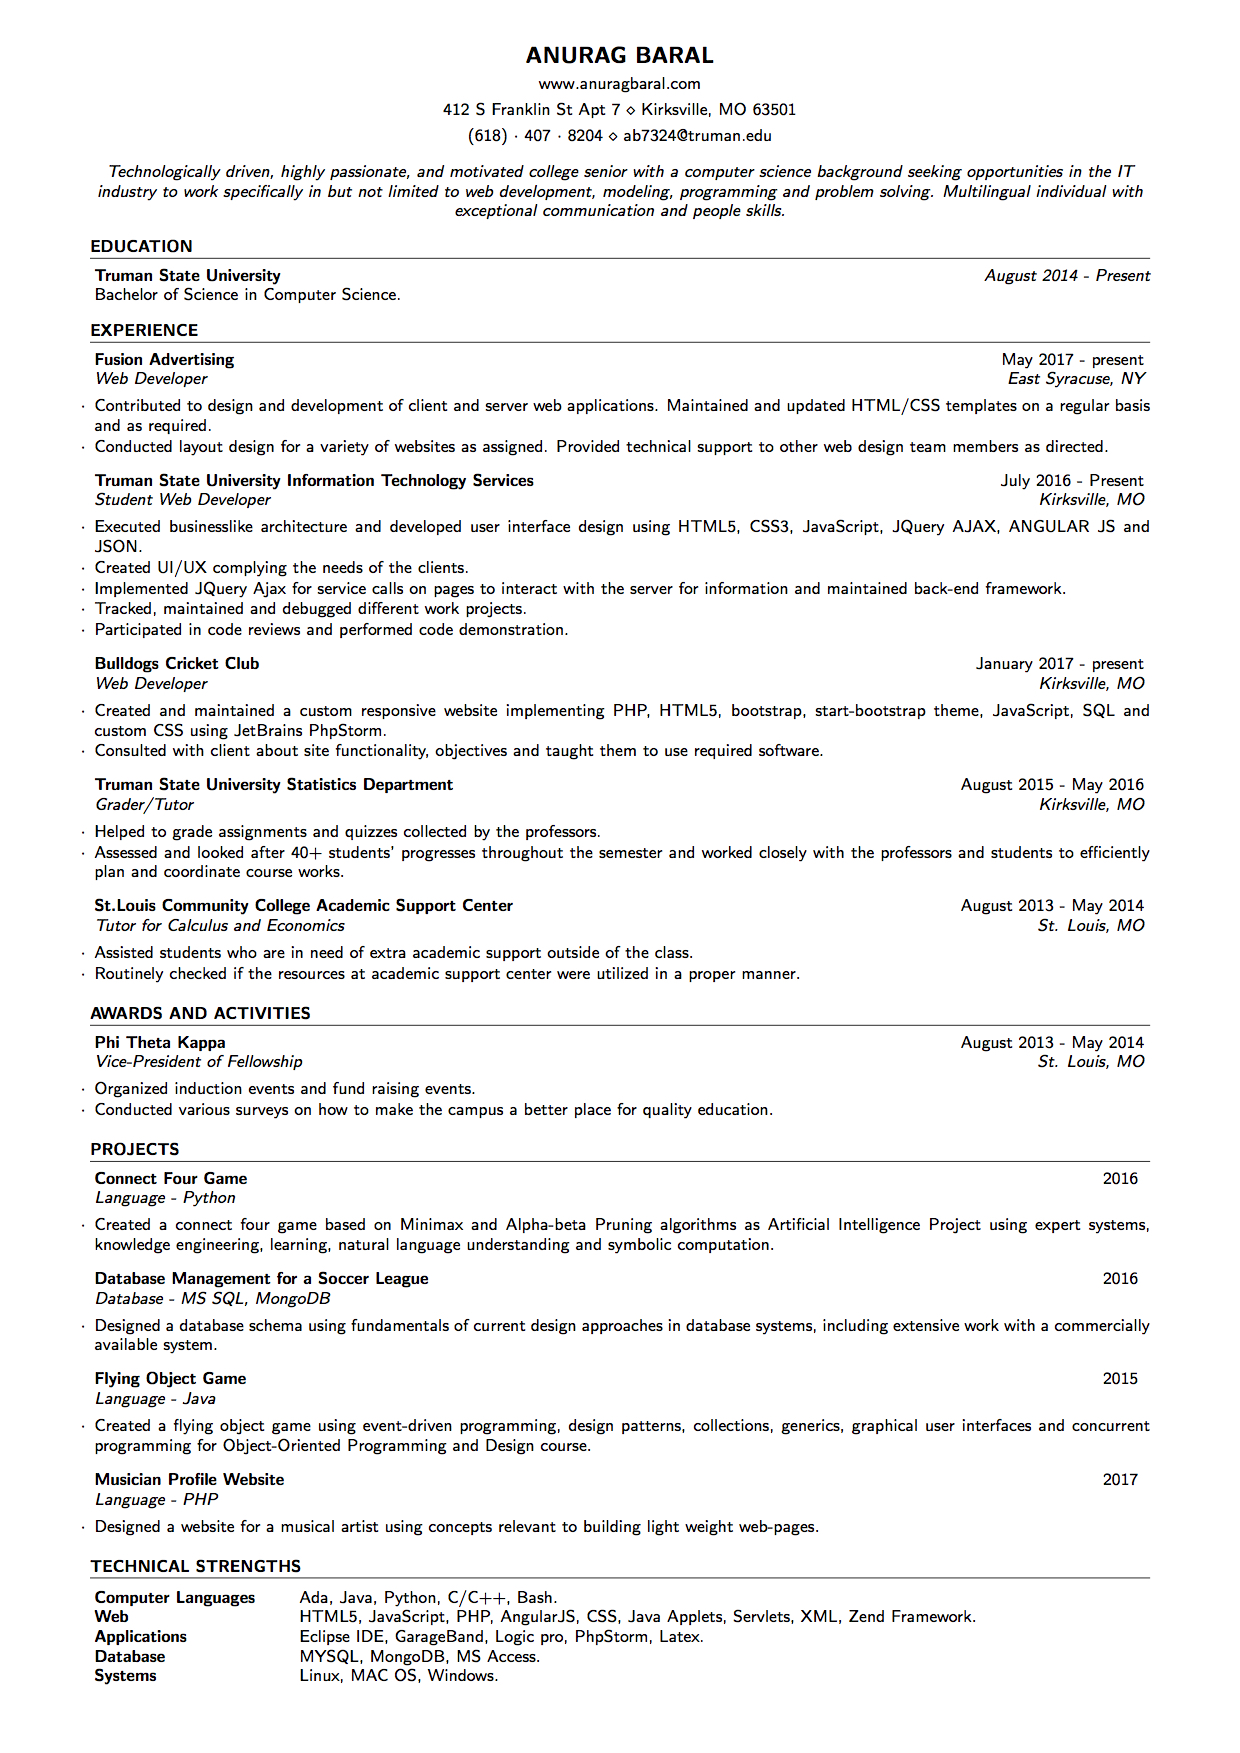 ANURAG BARAL
www.anuragbaral.com
412 S Franklin St Apt 7 ⋄ Kirksville, MO 63501
(618) · 407 · 8204 ⋄ ab7324@truman.edu
Technologically driven, highly passionate, and motivated college senior with a computer science background seeking opportunities in the IT
industry to work specifically in but not limited to web development, modeling, programming and problem solving. Multilingual individual with
exceptional communication and people skills.
EDUCATION
Truman State University August 2014 - Present
Bachelor of Science in Computer Science.
EXPERIENCE
Fusion Advertising May 2017 - present
Web Developer East Syracuse, NY
· Contributed to design and development of client and server web applications. Maintained and updated HTML/CSS templates on a regular basis
and as required.
· Conducted layout design for a variety of websites as assigned. Provided technical support to other web design team members as directed.
Truman State University Information Technology Services July 2016 - Present
Student Web Developer Kirksville, MO
· Executed businesslike architecture and developed user interface design using HTML5, CSS3, JavaScript, JQuery AJAX, ANGULAR JS and
JSON.
· Created UI/UX complying the needs of the clients.
· Implemented JQuery Ajax for service calls on pages to interact with the server for information and maintained back-end framework.
· Tracked, maintained and debugged different work projects.
· Participated in code reviews and performed code demonstration.
Bulldogs Cricket Club January 2017 - present
Web Developer Kirksville, MO
· Created and maintained a custom responsive website implementing PHP, HTML5, bootstrap, start-bootstrap theme, JavaScript, SQL and
custom CSS using JetBrains PhpStorm.
· Consulted with client about site functionality, objectives and taught them to use required software.
Truman State University Statistics Department August 2015 - May 2016
Grader/Tutor Kirksville, MO
· Helped to grade assignments and quizzes collected by the professors.
· Assessed and looked after 40+ students' progresses throughout the semester and worked closely with the professors and students to efficiently
plan and coordinate course works.
St.Louis Community College Academic Support Center August 2013 - May 2014
Tutor for Calculus and Economics St. Louis, MO
· Assisted students who are in need of extra academic support outside of the class.
· Routinely checked if the resources at academic support center were utilized in a proper manner.
AWARDS AND ACTIVITIES
Phi Theta Kappa August 2013 - May 2014
Vice-President of Fellowship St. Louis, MO
· Organized induction events and fund raising events.
· Conducted various surveys on how to make the campus a better place for quality education.
PROJECTS
Connect Four Game 2016
Language - Python
· Created a connect four game based on Minimax and Alpha-beta Pruning algorithms as Artificial Intelligence Project using expert systems,
knowledge engineering, learning, natural language understanding and symbolic computation.
Database Management for a Soccer League 2016
Database - MS SQL, MongoDB
· Designed a database schema using fundamentals of current design approaches in database systems, including extensive work with a commercially
available system.
Flying Object Game 2015
Language - Java
· Created a flying object game using event-driven programming, design patterns, collections, generics, graphical user interfaces and concurrent
programming for Object-Oriented Programming and Design course.
Musician Profile Website 2017
Language - PHP
· Designed a website for a musical artist using concepts relevant to building light weight web-pages.
TECHNICAL STRENGTHS
Computer Languages Ada, Java, Python, C/C++, Bash.
Web HTML5, JavaScript, PHP, AngularJS, CSS, Java Applets, Servlets, XML, Zend Framework.
Applications Eclipse IDE, GarageBand, Logic pro, PhpStorm, Latex.
Database MYSQL, MongoDB, MS Access.
Systems Linux, MAC OS, Windows.